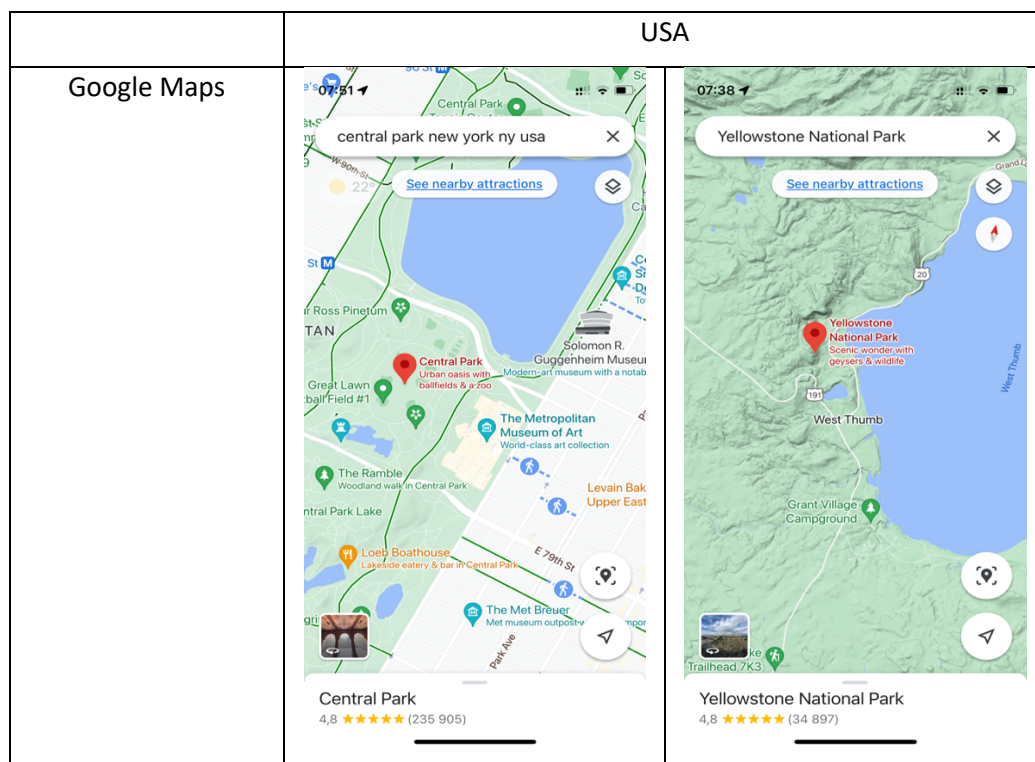 USA
Google Maps
07:51
Central Park
central park new york ny usa
W-90th-St
22°
See nearby attractions
St M
r Ross Pinetum
TAN
Solomon R.
Guggenheim Museu
Modern-art museum with a notab
Central Park
Urban oasis with
ballfields & a zoo
Great Lawn
ball Field #1
The Metropolitan
Museum of Art
World-class art collection
The Ramble
Woodland walk in Central Park
Levain Bak
Upper East
ntral Park Lake
Loeb Boathouse
Lakeside eatery & bar in Central Park
E 79th St
The Met Breuer
Met museum outpost
Park Ave
Central Park
4,8 ★★★★★ (235 905)
07:38
Yellowstone National Park
See nearby attractions
20
Yellowstone
National Park
Scenic wonder with
geysers & wildlife
West Thumb
191
West Thumb
Grant Village
Campground
Trailhead 7K3
Yellowstone National Park
4,8 ★★★★★ (34 897)